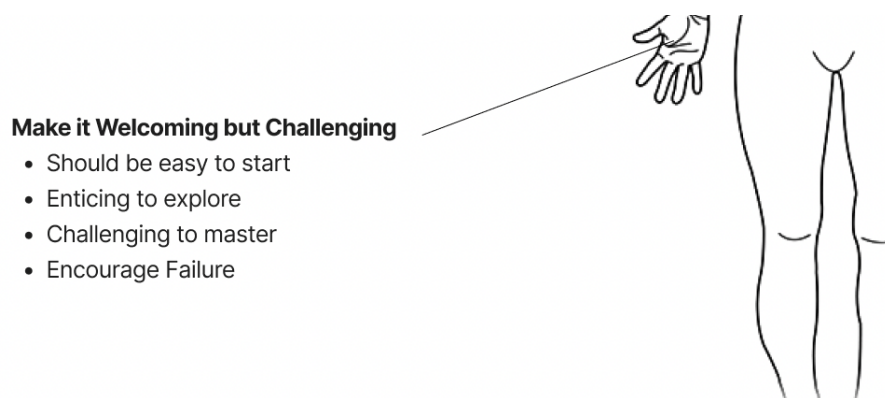 Make it Welcoming but Challenging
• Should be easy to start
• Enticing to explore
• Challenging to master
• Encourage Failure